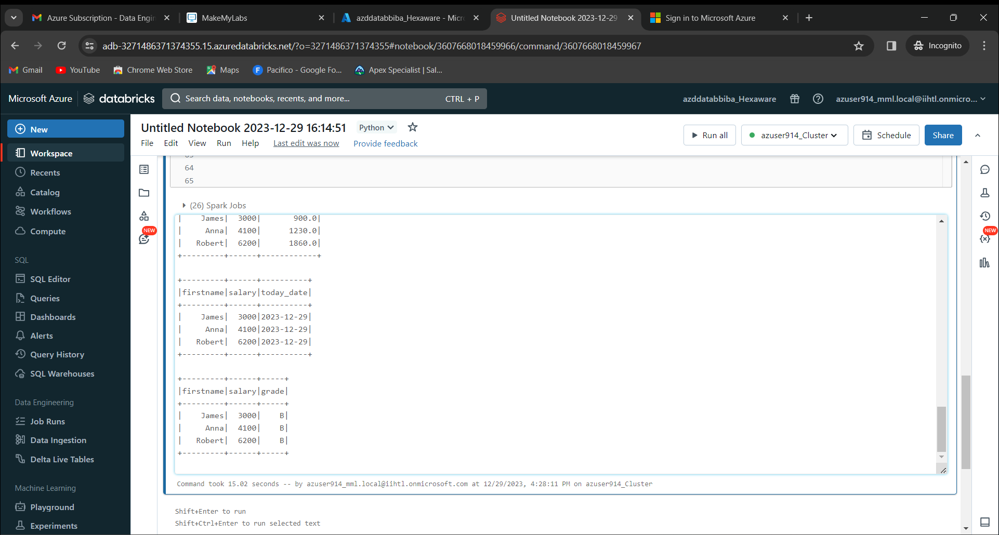 Azure Subscription - Data Engin
MakeMyLabs
azddatabbiba_Hexaware - Micr
Untitled Notebook 2023-12-29
Sign in to Microsoft Azure
adb-3271486371374355.15.azuredatabricks.net/?o=3271486371374355#notebook/3607668018459966/command/3607668018459967
Incognito
Gmail
YouTube
Chrome Web Store
Maps
Pacifico - Google Fo...
Apex Specialist | Sal...
Microsoft Azure
databricks
Search data, notebooks, recents, and more...
CTRL + P
azddatabbiba_Hexaware
azuser914_mml.local@iihtl.onmicro...
New
Workspace
Recents
Catalog
Workflows
Compute
SQL
SQL Editor
Queries
Dashboards
Alerts
Query History
SQL Warehouses
Data Engineering
Job Runs
Data Ingestion
Delta Live Tables
Machine Learning
Playground
Experiments
Untitled Notebook 2023-12-29 16:14:51
Python
File Edit View Run Help Last edit was now Provide feedback
Run all
azuser914_Cluster
Schedule
Share
NEW
NEW
64
65
(26) Spark Jobs
|    James|  3000|       900.0|
|     Anna|  4100|      1230.0|
|   Robert|  6200|      1860.0|
+---------+------+------------+
+---------+------+----------+
|firstname|salary|today_date|
+---------+------+----------+
|    James|  3000|2023-12-29|
|     Anna|  4100|2023-12-29|
|   Robert|  6200|2023-12-29|
+---------+------+----------+
+---------+------+-----+
|firstname|salary|grade|
+---------+------+-----+
|    James|  3000|    B|
|     Anna|  4100|    B|
|   Robert|  6200|    B|
+---------+------+-----+
Command took 15.02 seconds -- by azuser914_mml.local@iihtl.onmicrosoft.com at 12/29/2023, 4:28:11 PM on azuser914_Cluster
Shift+Enter to run
Shift+Ctrl+Enter to run selected text